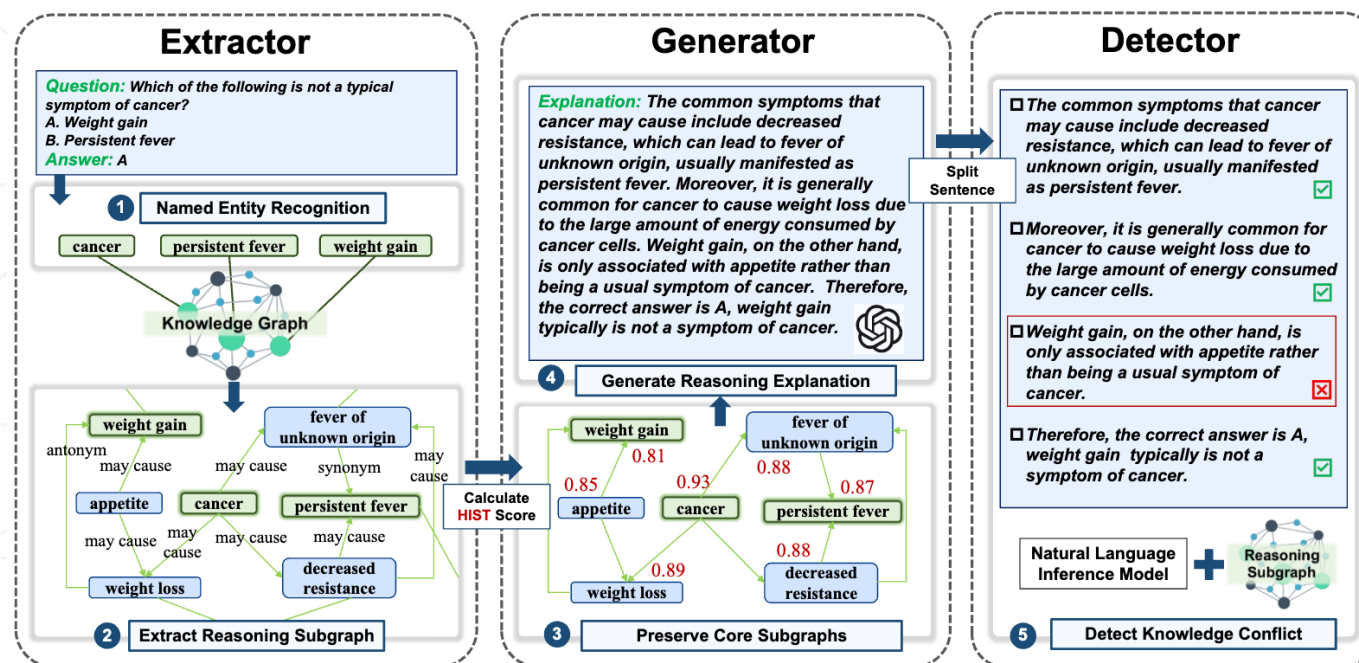 Extractor
Question: Which of the following is not a typical
symptom of cancer?
A. Weight gain
B. Persistent fever
Answer: A
1 Named Entity Recognition
cancer
persistent fever
weight gain
Knowledge Graph
weight gain
fever of
unknown origin
antonym
may cause
may cause
synonym
may
cause
appetite
cancer
persistent fever
may cause
may
cause
may cause
may cause
weight loss
decreased
resistance
2 Extract Reasoning Subgraph
Calculate
HIST Score
Generator
Explanation: The common symptoms that
cancer may cause include decreased
resistance, which can lead to fever of
unknown origin, usually manifested as
persistent fever. Moreover, it is generally
common for cancer to cause weight loss due
to the large amount of energy consumed by
cancer cells. Weight gain, on the other hand,
is only associated with appetite rather than
being a usual symptom of cancer. Therefore,
the correct answer is A, weight gain
typically is not a symptom of cancer.
4 Generate Reasoning Explanation
weight gain
fever of
unknown origin
0.81
0.88
0.85
0.93
0.87
appetite
cancer
persistent fever
0.88
0.89
weight loss
decreased
resistance
3 Preserve Core Subgraphs
Split
Sentence
Detector
The common symptoms that cancer
may cause include decreased
resistance, which can lead to fever of
unknown origin, usually manifested
as persistent fever.
Moreover, it is generally common for
cancer to cause weight loss due to
the large amount of energy consumed
by cancer cells.
Weight gain, on the other hand, is
only associated with appetite rather
than being a usual symptom of
cancer.
Therefore, the correct answer is A,
weight gain typically is not a
symptom of cancer.
Natural Language
Inference Model
+
Reasoning
Subgraph
5 Detect Knowledge Conflict